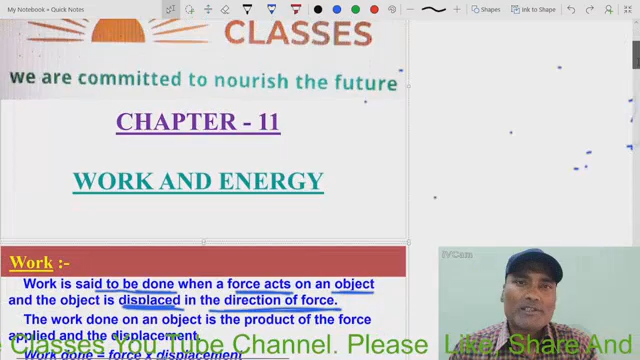 My Notebook • Quick Notes
Shapes
Ink to Shape
CLASSES
we are committed to nourish the future
CHAPTER - 11
WORK AND ENERGY
IVCam
Work :-
Work is said to be done when a force acts on an object
and the object is displaced in the direction of force.
The work done on an object is the product of the force
applied and the displacement.
Work done = force x displacement
Classes You Tube Channel. Please Like, Share And